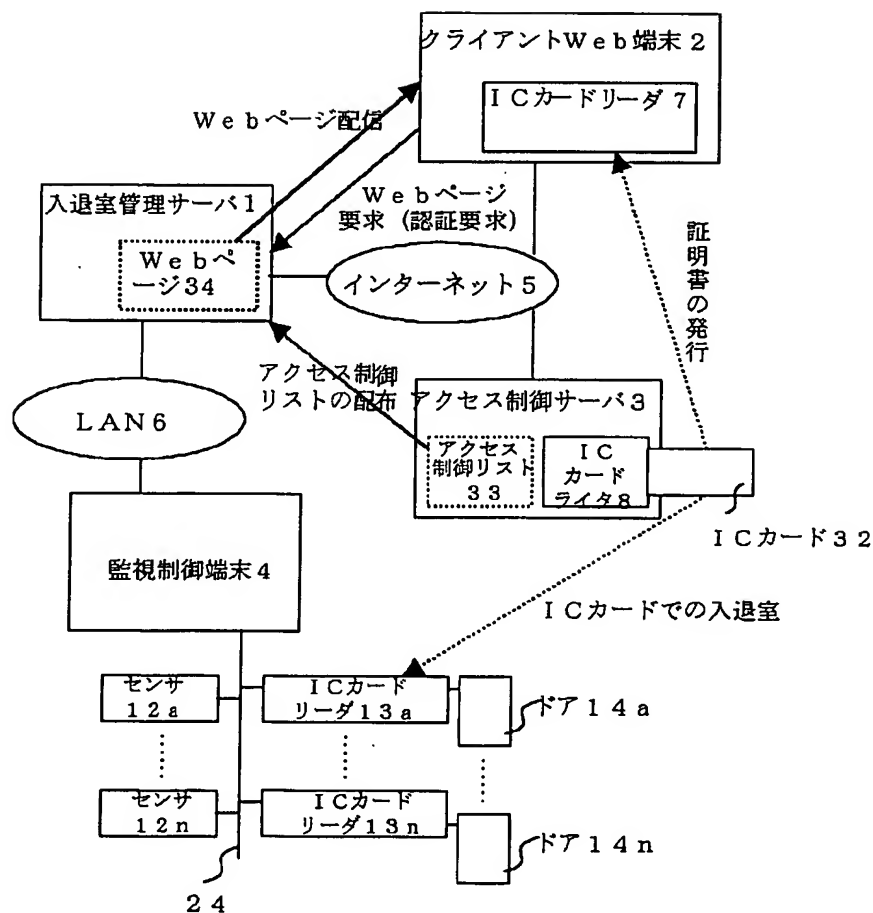 クライアントWeb端末2
ICカードリーダ7
Webページ配信
入退室管理サーバ1
Webペ
ージ34
Webページ
要求(認証要求)
インターネット5
証明書の発行
アクセス制御
リストの配布
LAN6
アクセス制御サーバ3
アクセス
制御リスト
33
IC
カード
ライタ8
ICカード32
監視制御端末4
ICカードでの入退室
センサ
12a
ICカード
リーダ13a
ドア14a
センサ
12n
ICカード
リーダ13n
ドア14n
24